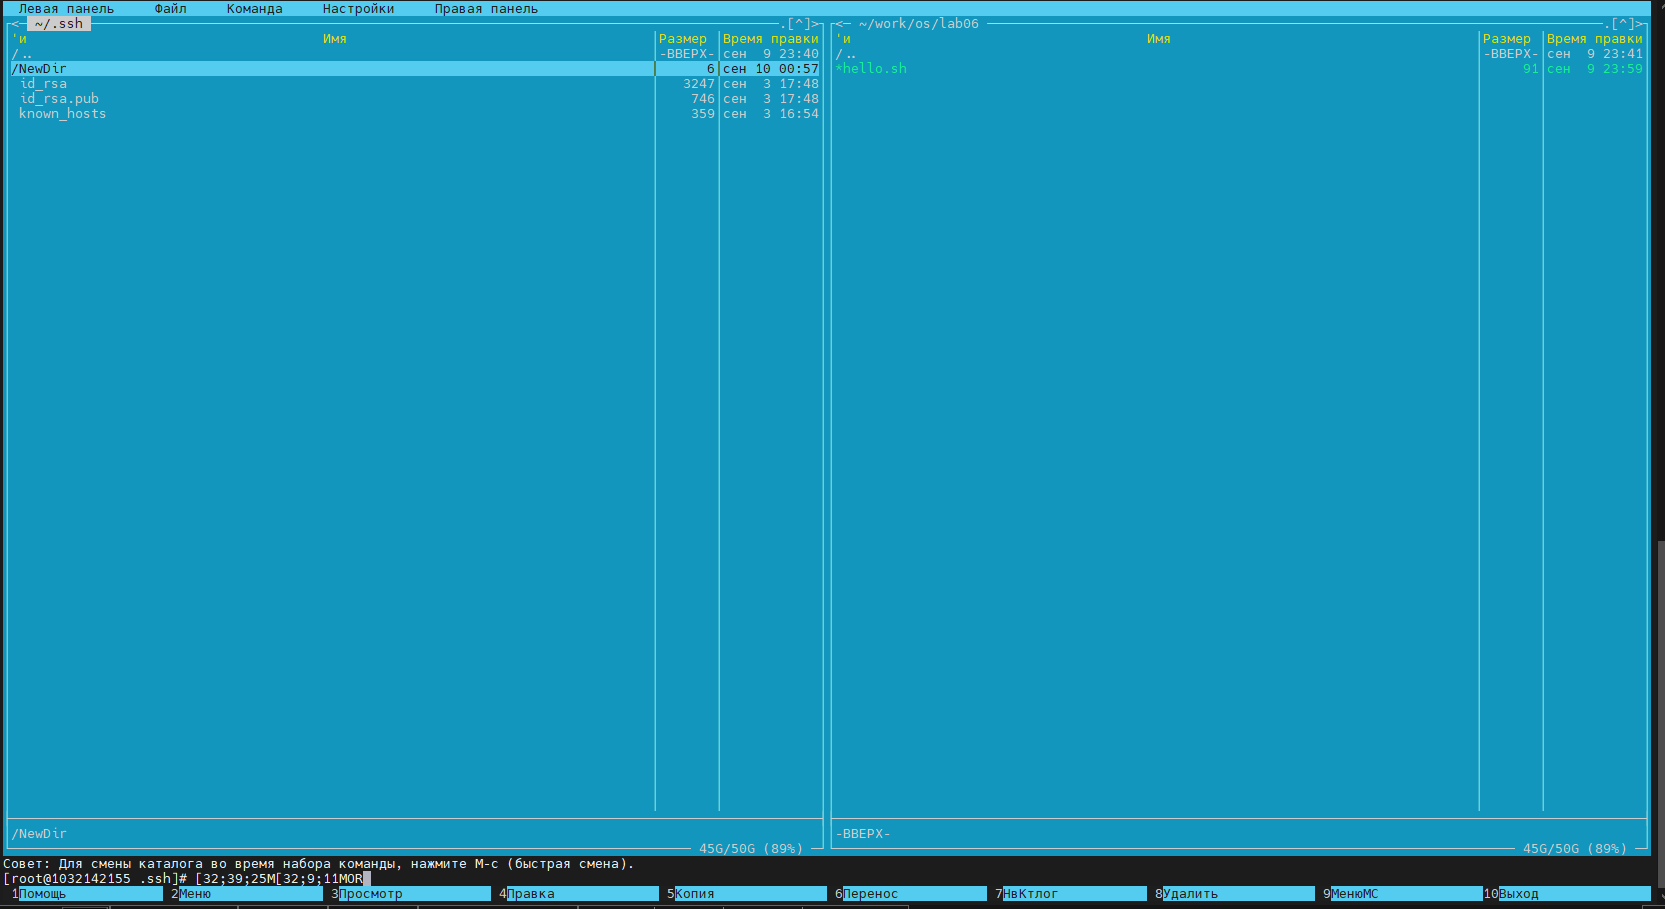 Левая панель Файл Команда Настройки Правая панель
<─ ~/.ssh .[^]>
'и Имя Размер Время правки
/.. -ВВЕРХ- сен 9 23:40
/NewDir 6 сен 10 00:57
id_rsa 3247 сен 3 17:48
id_rsa.pub 746 сен 3 17:48
known_hosts 359 сен 3 16:54
/NewDir
45G/50G (89%)
<─ ~/work/os/lab06 .[^]>
'и Имя Размер Время правки
/.. -ВВЕРХ- сен 9 23:41
*hello.sh 91 сен 9 23:59
-ВВЕРХ-
45G/50G (89%)
Совет: Для смены каталога во время набора команды, нажмите M-c (быстрая смена).
[root@1032142155 .ssh]# [32;39;25M[32;9;11MOR
1Помощь 2Меню 3Просмотр 4Правка 5Копия 6Перенос 7НвКтлог 8Удалить 9МенюMC 10Выход